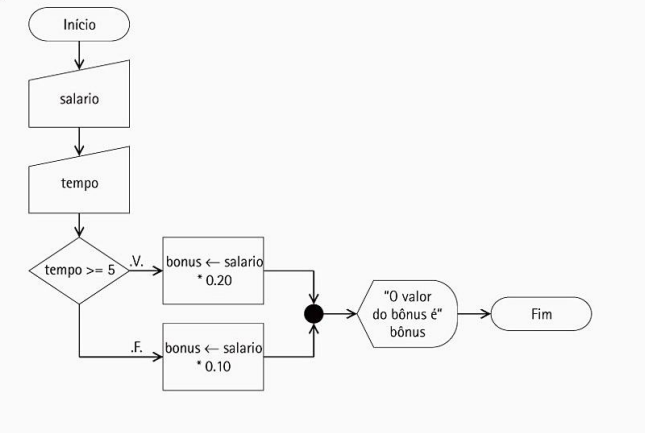 Início
salario
tempo
tempo >= 5
.V.
bonus ← salario
* 0.20
.F.
bonus ← salario
* 0.10
"O valor
do bônus é"
bônus
Fim